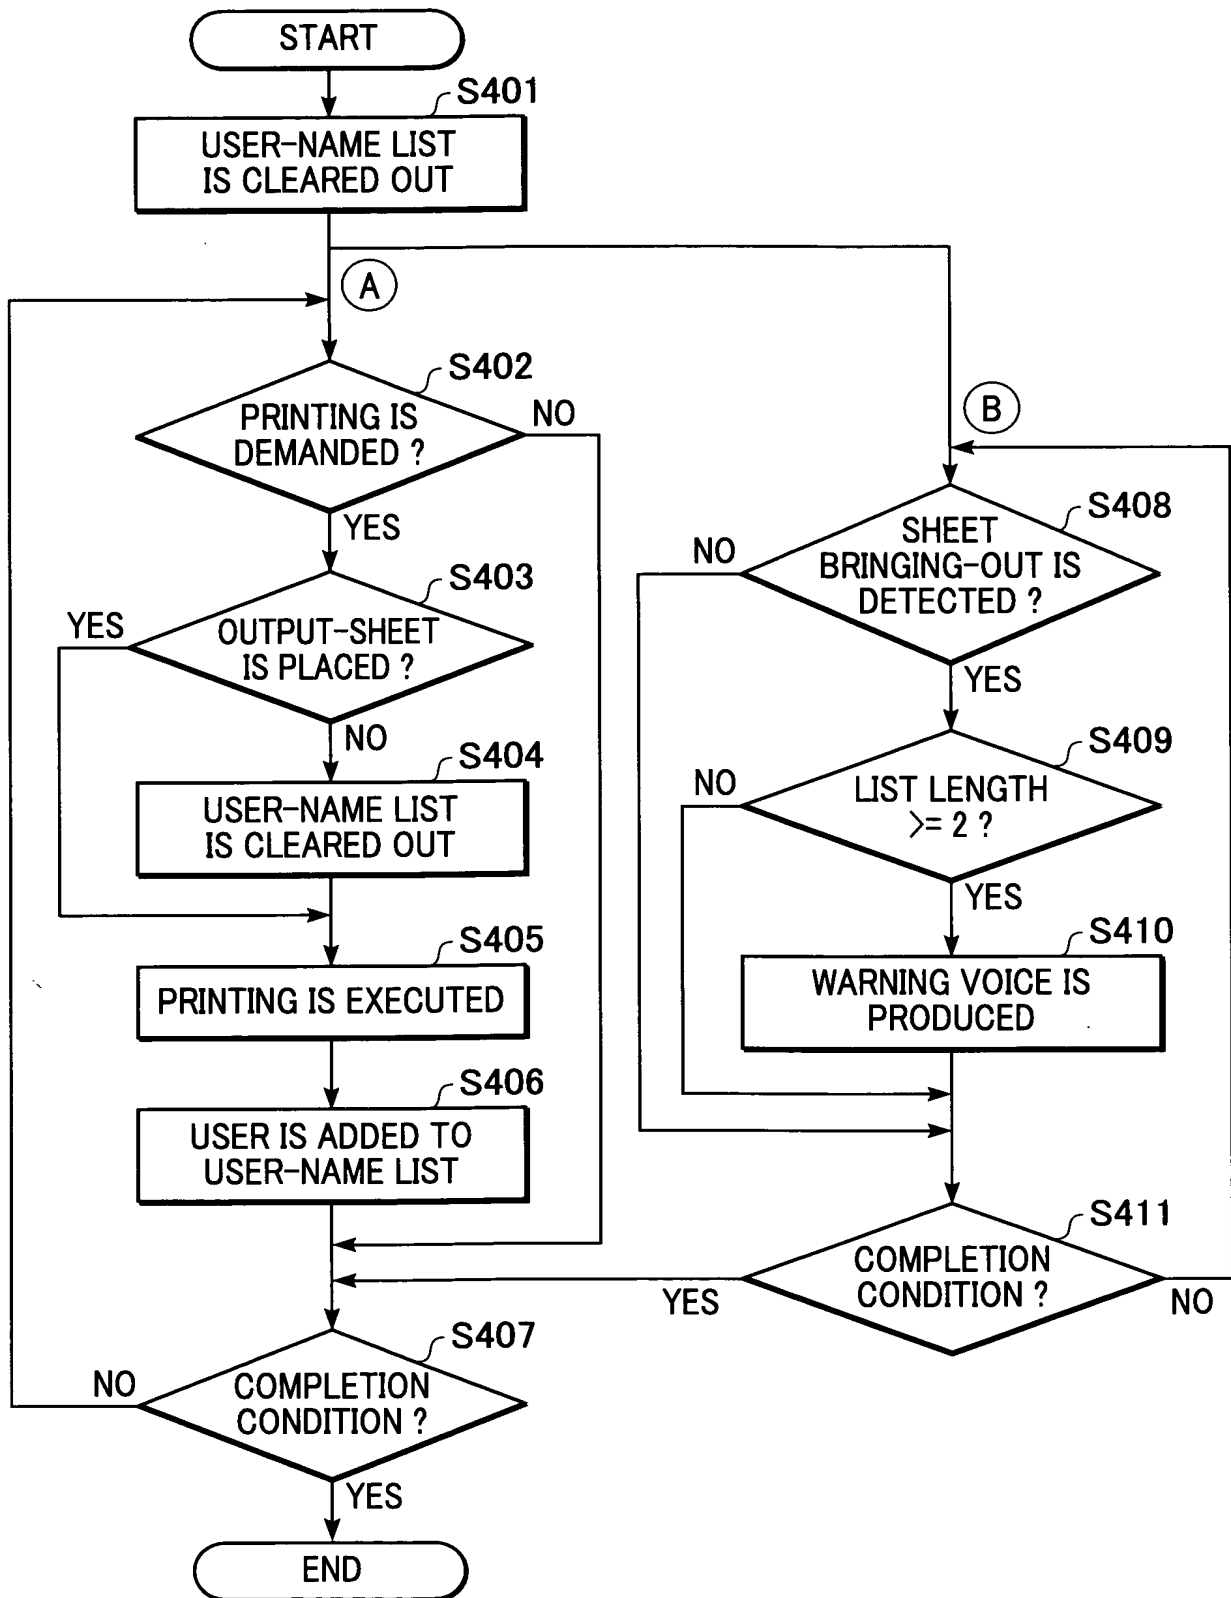 START
S401
USER-NAME LIST
IS CLEARED OUT
A
S402
PRINTING IS
DEMANDED ?
NO
YES
S403
YES
OUTPUT-SHEET
IS PLACED ?
NO
S404
USER-NAME LIST
IS CLEARED OUT
S405
PRINTING IS EXECUTED
S406
USER IS ADDED TO
USER-NAME LIST
S407
NO
COMPLETION
CONDITION ?
YES
END
B
S408
NO
SHEET
BRINGING-OUT IS
DETECTED ?
YES
S409
NO
LIST LENGTH
>= 2 ?
YES
S410
WARNING VOICE IS
PRODUCED
S411
COMPLETION
CONDITION ?
YES
NO